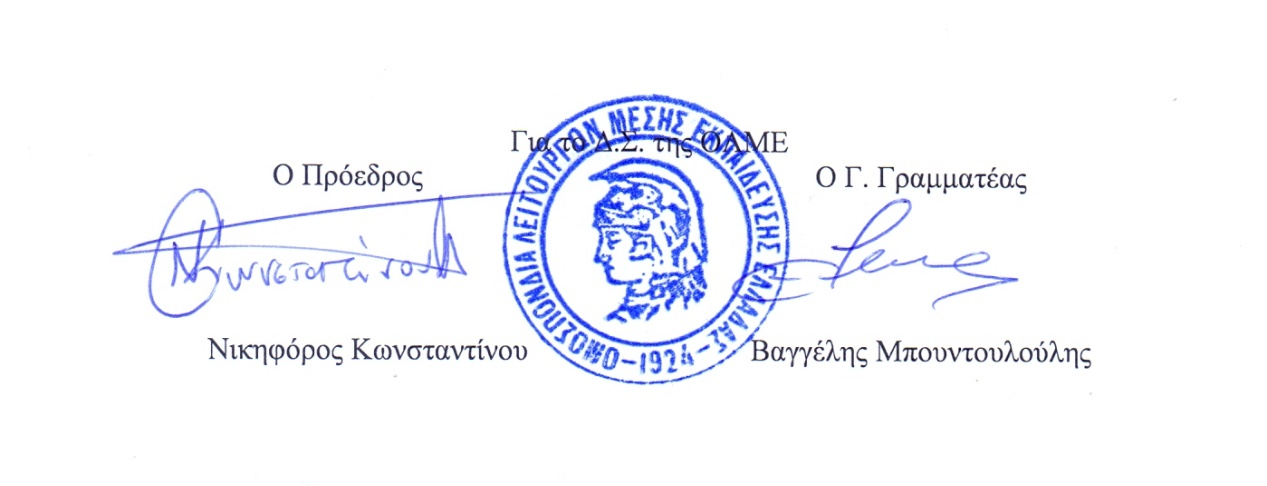 Για το Δ.Σ. της ΟΛΜΕ
Ο Πρόεδρος
Ο Γ. Γραμματέας
ΟΜΟΣΠΟΝΔΙΑ ΛΕΙΤΟΥΡΓΩΝ ΜΕΣΗΣ ΕΚΠΑΙΔΕΥΣΗΣ ΕΛΛΑΔΑΣ
-1924-
Νικηφόρος Κωνσταντίνου
Βαγγέλης Μπουντουλούλης